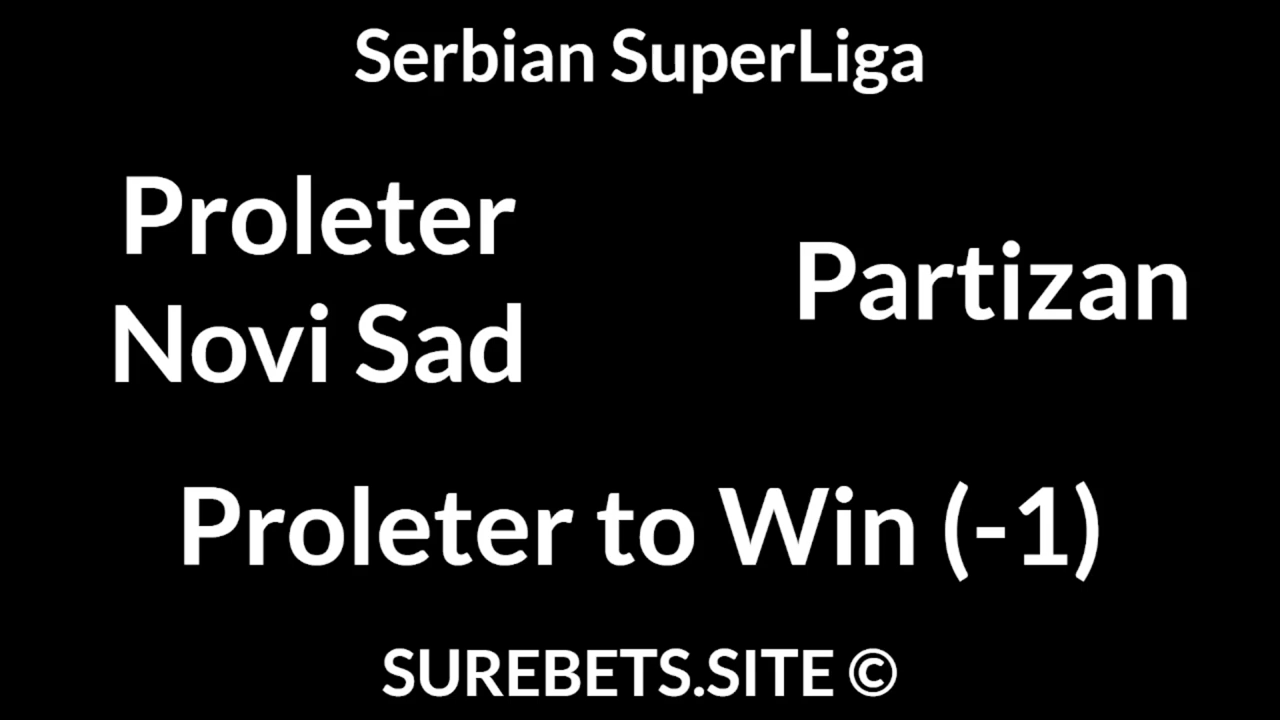 Serbian SuperLiga
Proleter
Novi Sad
Partizan
Proleter to Win (-1)
SUREBETS.SITE ©